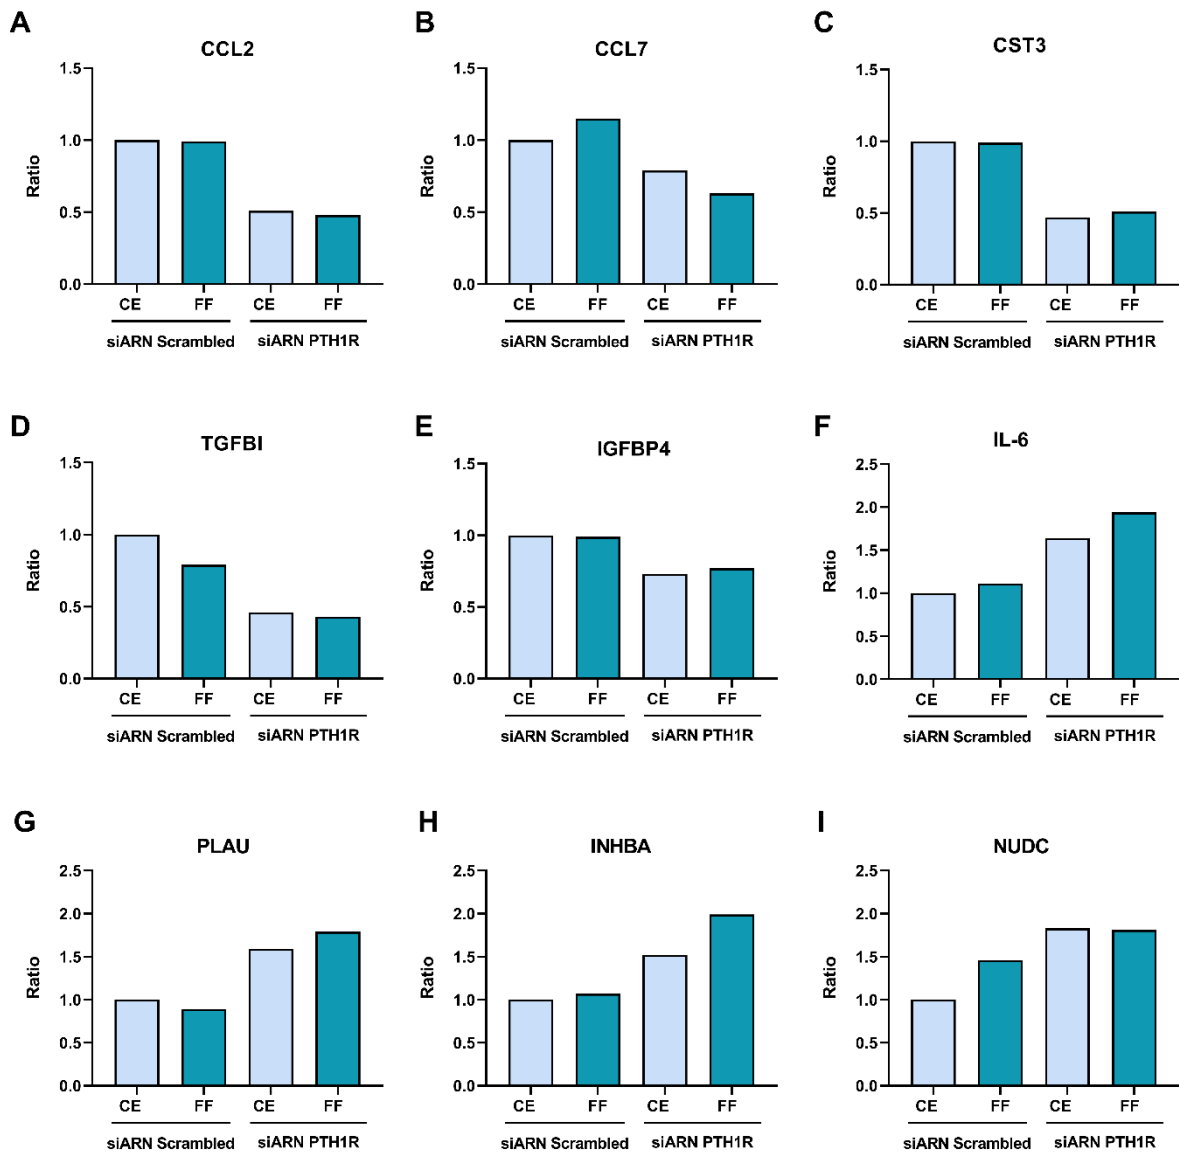 A
CCL2
Ratio
1.5
1.0
0.5
0.0
CE FF CE FF
siARN Scrambled siARN PTH1R
B
CCL7
Ratio
1.5
1.0
0.5
0.0
CE FF CE FF
siARN Scrambled siARN PTH1R
C
CST3
Ratio
1.5
1.0
0.5
0.0
CE FF CE FF
siARN Scrambled siARN PTH1R
D
TGFBI
Ratio
1.5
1.0
0.5
0.0
CE FF CE FF
siARN Scrambled siARN PTH1R
E
IGFBP4
Ratio
1.5
1.0
0.5
0.0
CE FF CE FF
siARN Scrambled siARN PTH1R
F
IL-6
Ratio
2.5
2.0
1.5
1.0
0.5
0.0
CE FF CE FF
siARN Scrambled siARN PTH1R
G
PLAU
Ratio
2.5
2.0
1.5
1.0
0.5
0.0
CE FF CE FF
siARN Scrambled siARN PTH1R
H
INHBA
Ratio
2.5
2.0
1.5
1.0
0.5
0.0
CE FF CE FF
siARN Scrambled siARN PTH1R
I
NUDC
Ratio
2.5
2.0
1.5
1.0
0.5
0.0
CE FF CE FF
siARN Scrambled siARN PTH1R